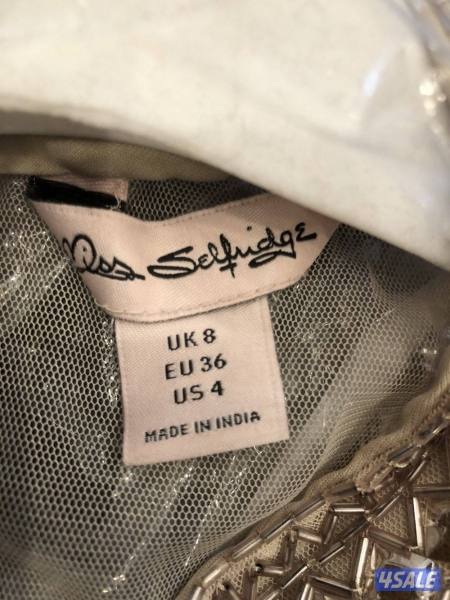 Miss Selfridge
UK 8
EU 36
US 4
MADE IN INDIA
4SALE